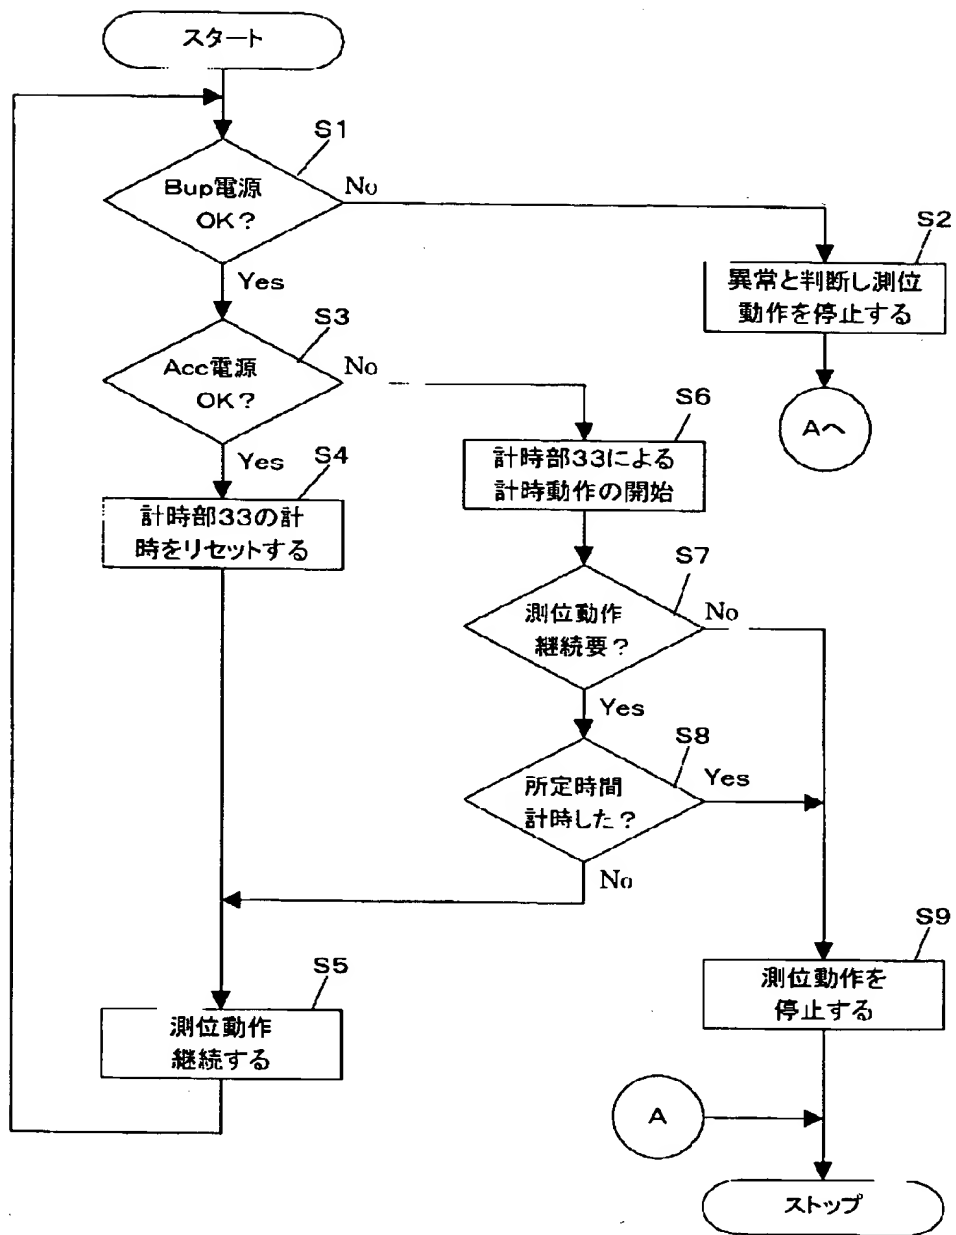 スタート
S1
Bup電源
OK?
No
Yes
S2
異常と判断し測位
動作を停止する
Aへ
S3
Acc電源
OK?
No
Yes
S4
計時部33の計
時をリセットする
S6
計時部33による
計時動作の開始
S7
測位動作
継続要?
No
Yes
S8
所定時間
計時した?
Yes
No
S5
測位動作
継続する
S9
測位動作を
停止する
A
ストップ